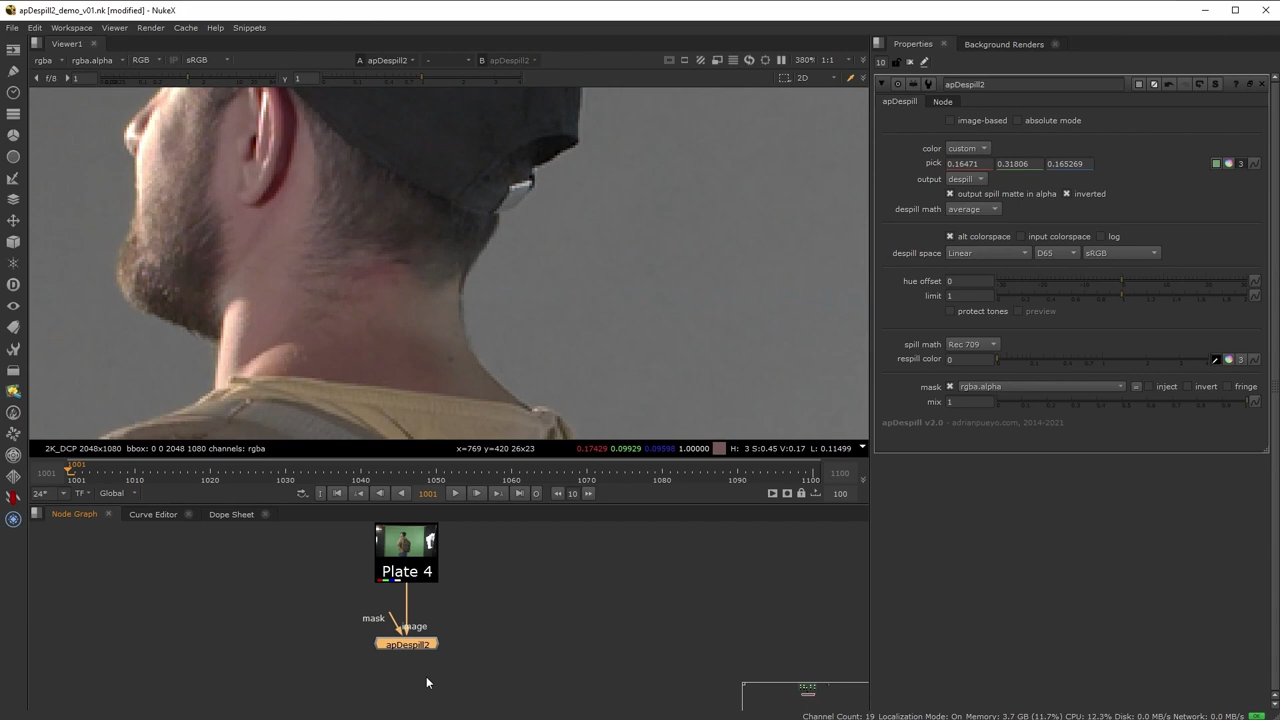 apDespill2_demo_v01.nk [modified] - NukeX
File Edit Workspace Viewer Render Cache Help Snippets
Viewer1
rgba rgba.alpha RGB IP sRGB A apDespill2 - B apDespill2 380% 1:1
f/8 1 γ 1 2D
2K_DCP 2048x1080 bbox: 0 0 2048 1080 channels: rgba x=769 y=420 26x23 0.17429 0.09929 0.09598 1.00000 H: 3 S:0.45 V:0.17 L: 0.11499
1001
1001 1001 1010 1020 1030 1040 1050 1060 1070 1080 1090 1100 1100
24* TF Global 1001 10 100
Node Graph Curve Editor Dope Sheet
Plate 4
mask
image
apDespill2
Properties Background Renders
10
apDespill2
apDespill Node
image-based absolute mode
color custom
pick 0.16471 0.31806 0.165269 3
output despill
output spill matte in alpha inverted
despill math average
alt colorspace input colorspace log
despill space Linear D65 sRGB
hue offset 0
limit 1
protect tones preview
spill math Rec 709
respill color 0 3
mask rgba.alpha = inject invert fringe
mix 1
apDespill v2.0 - adrianpueyo.com, 2014-2021
Channel Count: 19 Localization Mode: On Memory: 3.7 GB (11.7%) CPU: 12.3% Disk: 0.0 MB/s Network: 0.0 MB/s